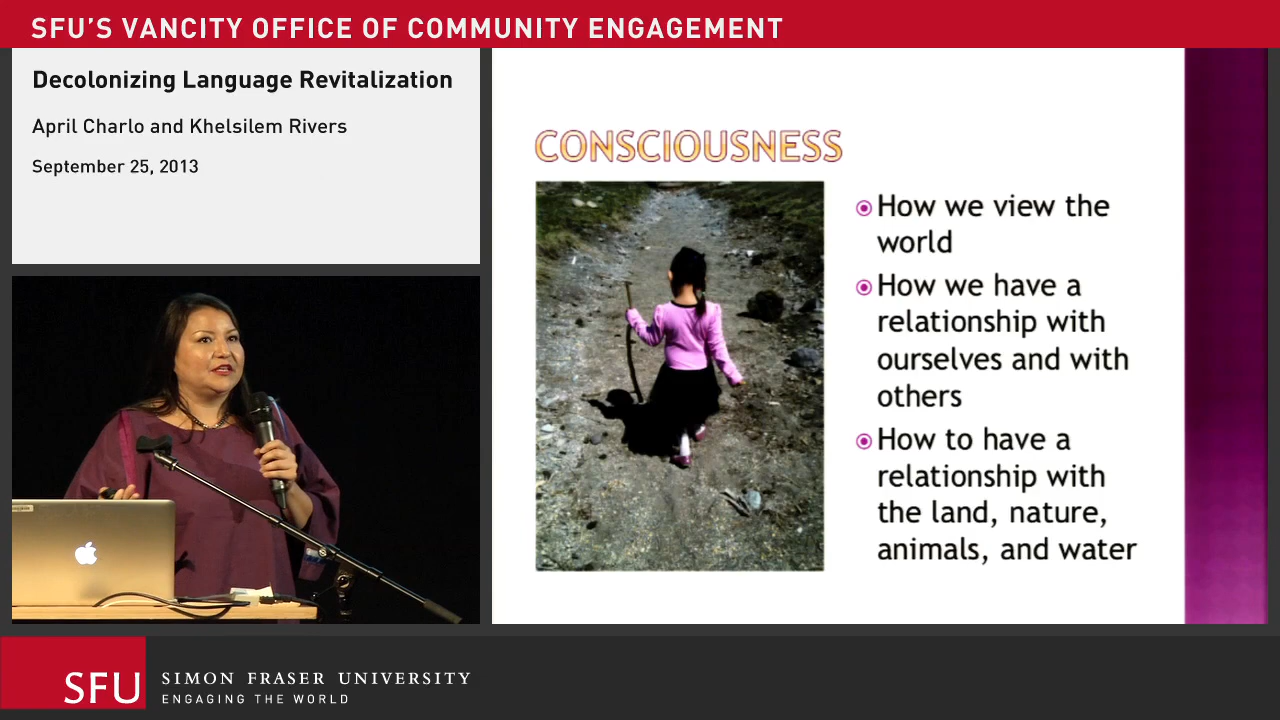 SFU'S VANCITY OFFICE OF COMMUNITY ENGAGEMENT
Decolonizing Language Revitalization
April Charlo and Khelsilem Rivers
September 25, 2013
CONSCIOUSNESS
How we view the
world
How we have a
relationship with
ourselves and with
others
How to have a
relationship with
the land, nature,
animals, and water
SFU
SIMON FRASER UNIVERSITY
ENGAGING THE WORLD